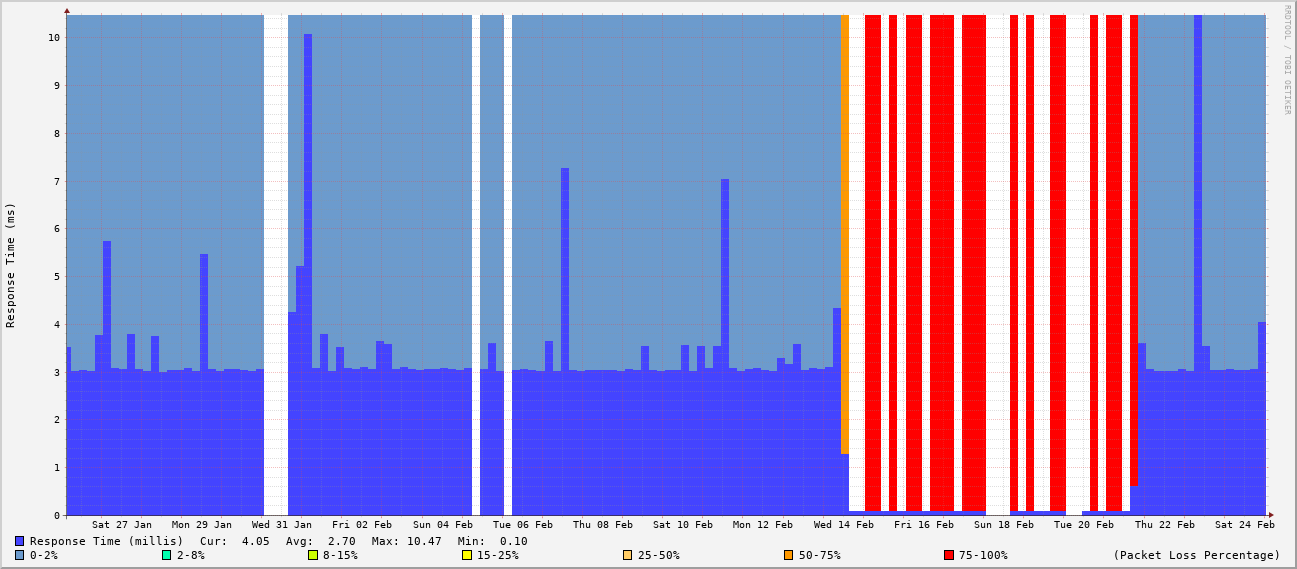 RRDTOOL / TOBI OETIKER
Response Time (ms)
10
9
8
7
6
5
4
3
2
1
0
Sat 27 Jan Mon 29 Jan Wed 31 Jan Fri 02 Feb Sun 04 Feb Tue 06 Feb Thu 08 Feb Sat 10 Feb Mon 12 Feb Wed 14 Feb Fri 16 Feb Sun 18 Feb Tue 20 Feb Thu 22 Feb Sat 24 Feb
Response Time (millis) Cur: 4.05 Avg: 2.70 Max: 10.47 Min: 0.10
0-2% 2-8% 8-15% 15-25% 25-50% 50-75% 75-100% (Packet Loss Percentage)